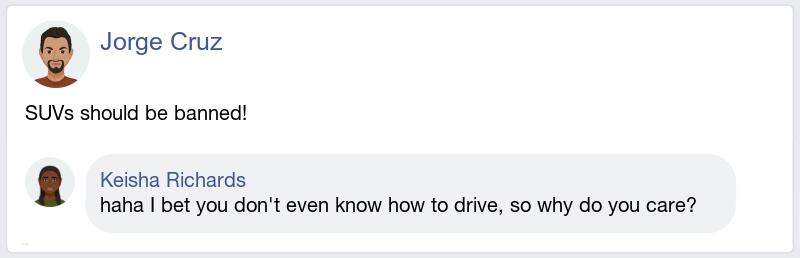 Jorge Cruz
SUVs should be banned!
Keisha Richards
haha I bet you don't even know how to drive, so why do you care?